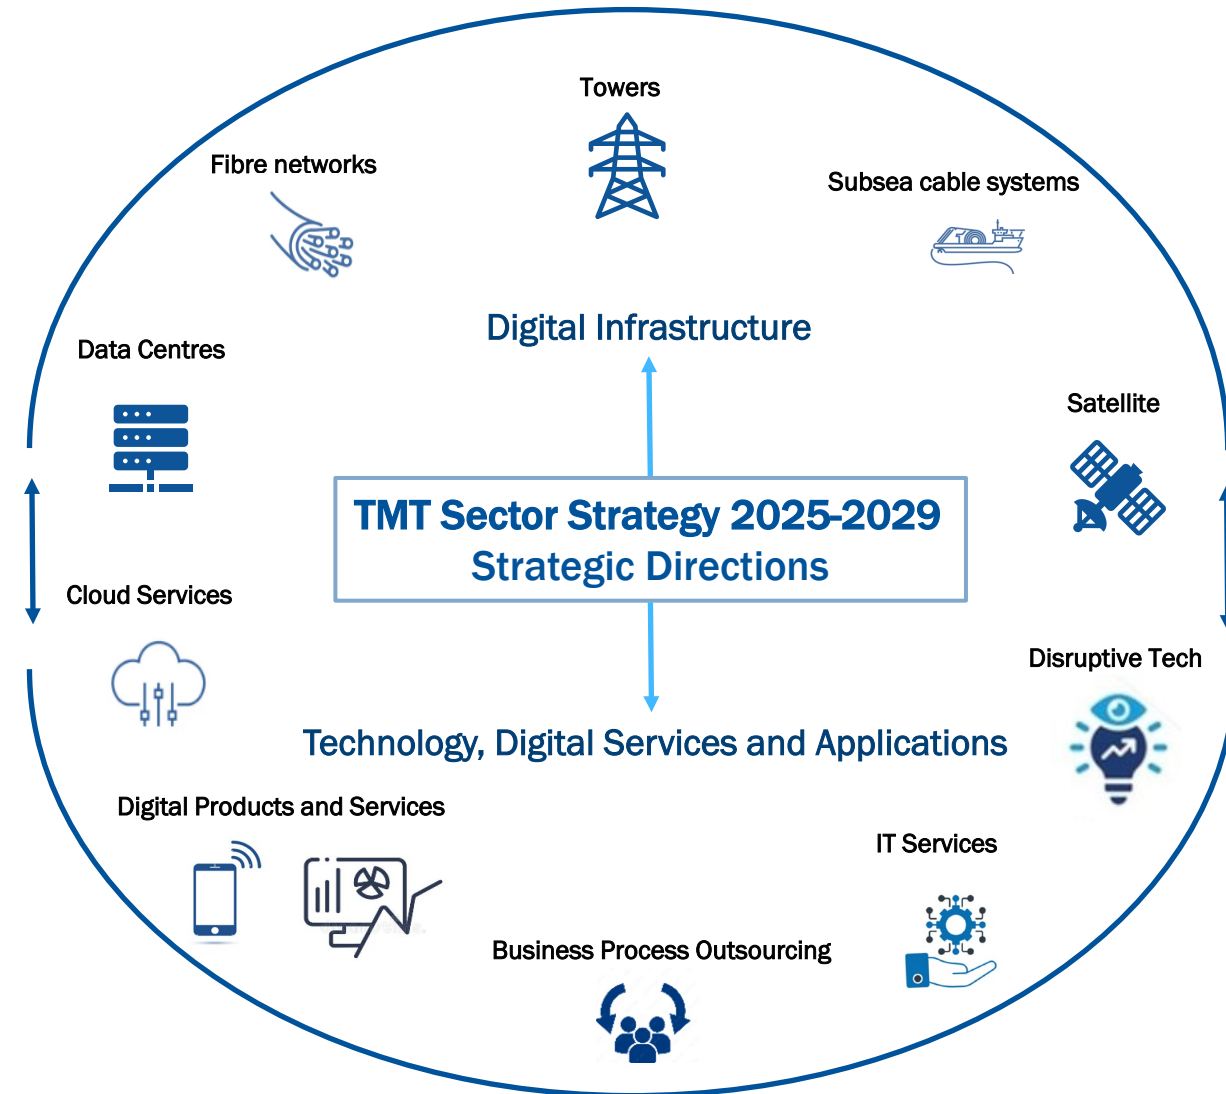 Towers
Fibre networks
Subsea cable systems
Digital Infrastructure
Data Centres
Satellite
TMT Sector Strategy 2025-2029
Strategic Directions
Cloud Services
Disruptive Tech
Technology, Digital Services and Applications
Digital Products and Services
IT Services
Business Process Outsourcing